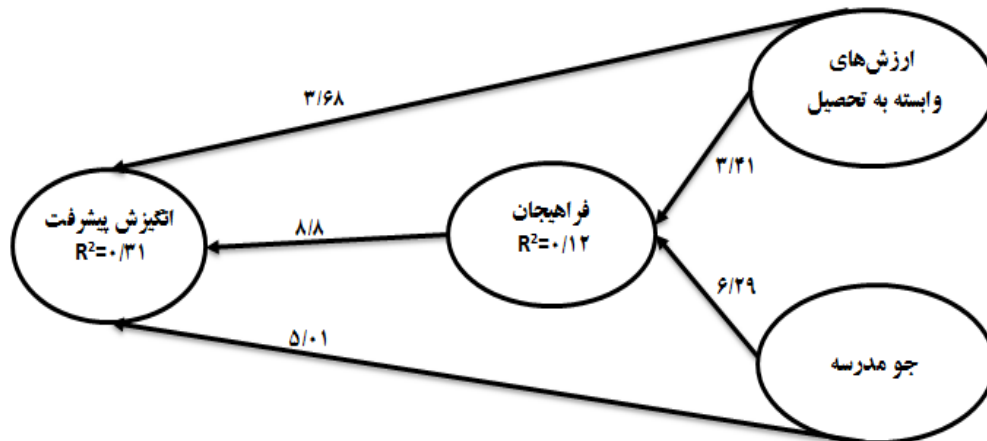 ارزش‌های
وابسته به تحصیل
۳/۶۸
۳/۴۱
فراهیجان
R²=۰/۱۲
انگیزش پیشرفت
R²=۰/۳۱
۸/۸
۶/۲۹
جو مدرسه
۵/۰۱